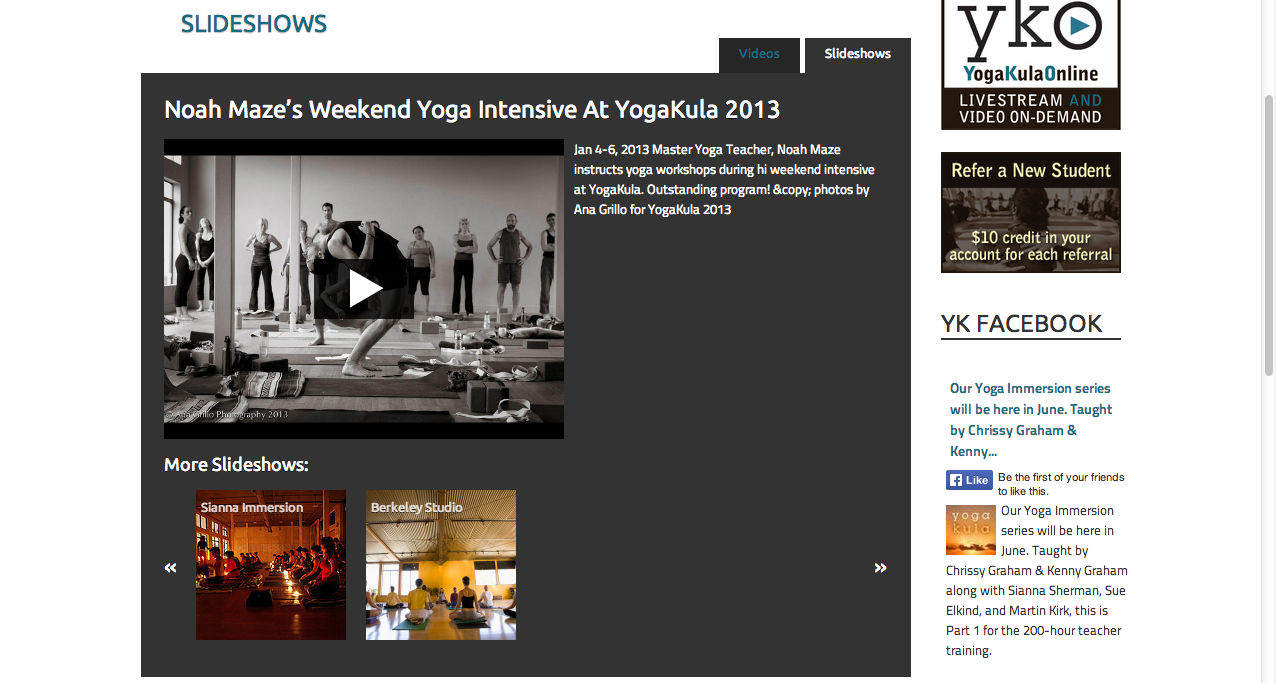 SLIDESHOWS
Videos
Slideshows
Noah Maze’s Weekend Yoga Intensive At YogaKula 2013
Jan 4-6, 2013 Master Yoga Teacher, Noah Maze
instructs yoga workshops during hi weekend intensive
at YogaKula. Outstanding program! &copy; photos by
Ana Grillo for YogaKula 2013
© Ana Grillo Photography 2013
More Slideshows:
Sianna Immersion
Berkeley Studio
«
»
yko
YogaKulaOnline
LIVESTREAM AND
VIDEO ON-DEMAND
Refer a New Student
$10 credit in your
account for each referral
YK FACEBOOK
Our Yoga Immersion series
will be here in June. Taught
by Chrissy Graham &
Kenny...
Like
Be the first of your friends
to like this.
yoga
kula
Our Yoga Immersion
series will be here in
June. Taught by
Chrissy Graham & Kenny Graham
along with Sianna Sherman, Sue
Elkind, and Martin Kirk, this is
Part 1 for the 200-hour teacher
training.